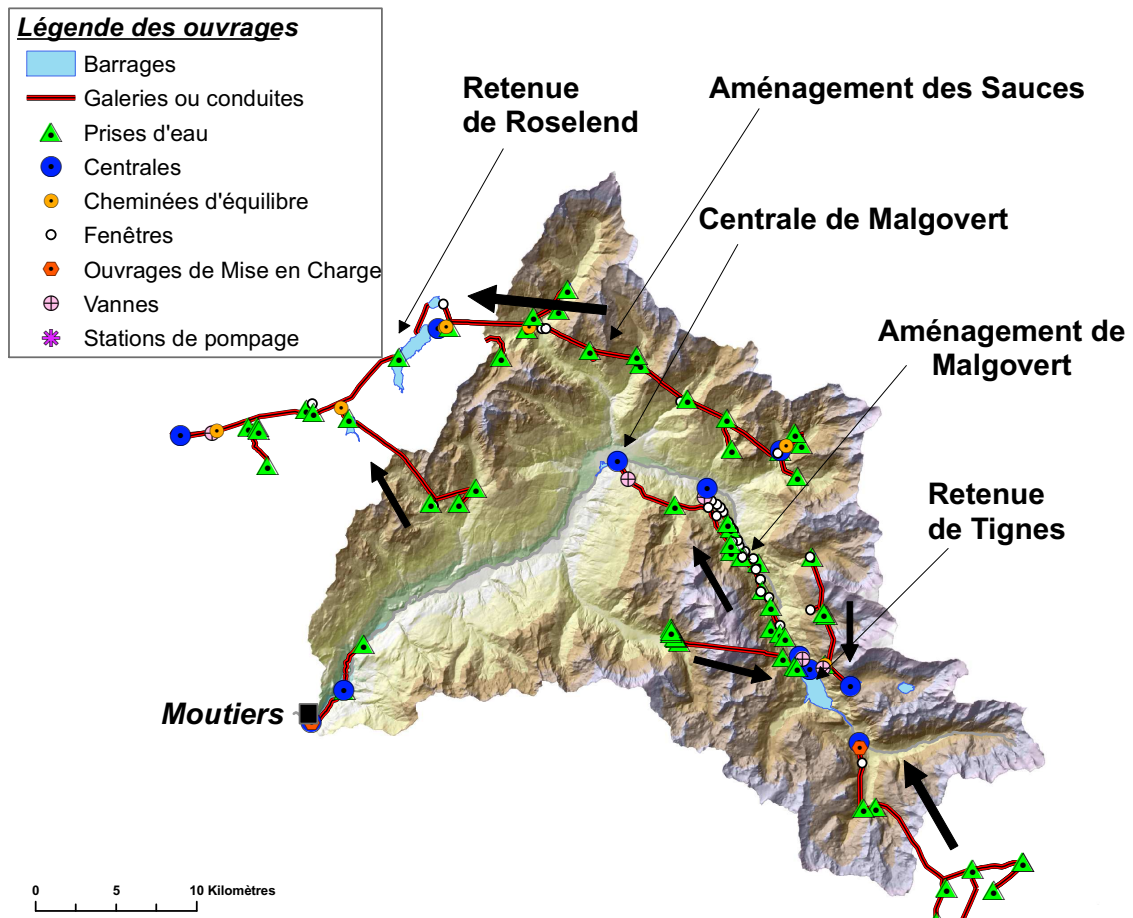 Légende des ouvrages
Barrages
Galeries ou conduites
Prises d'eau
Centrales
Cheminées d'équilibre
Fenêtres
Ouvrages de Mise en Charge
Vannes
Stations de pompage
Retenue
de Roselend
Aménagement des Sauces
Centrale de Malgovert
Aménagement de
Malgovert
Retenue
de Tignes
Moutiers
0 5 10 Kilomètres